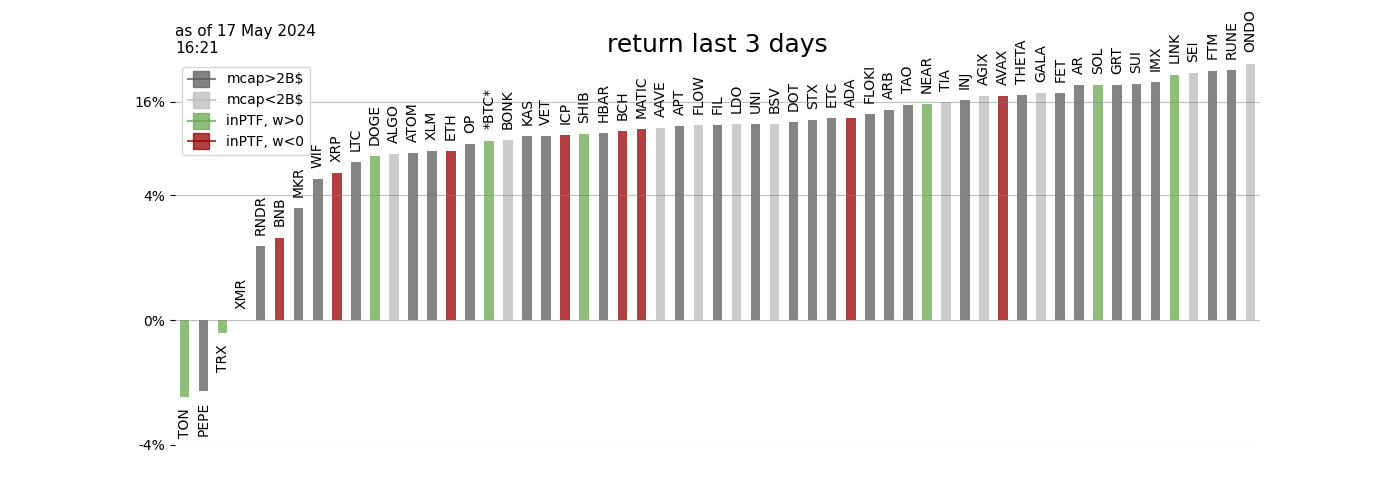 as of 17 May 2024
16:21
return last 3 days
mcap>2B$
mcap<2B$
inPTF, w>0
inPTF, w<0
16%
4%
0%
-4%
TON
PEPE
TRX
XMR
RNDR
BNB
MKR
WIF
XRP
LTC
DOGE
ALGO
ATOM
XLM
ETH
OP
*BTC*
BONK
KAS
VET
ICP
SHIB
HBAR
BCH
MATIC
AAVE
APT
FLOW
FIL
LDO
UNI
BSV
DOT
STX
ETC
ADA
FLOKI
ARB
TAO
NEAR
TIA
INJ
AGIX
AVAX
THETA
GALA
FET
AR
SOL
GRT
SUI
IMX
LINK
SEI
FTM
RUNE
ONDO